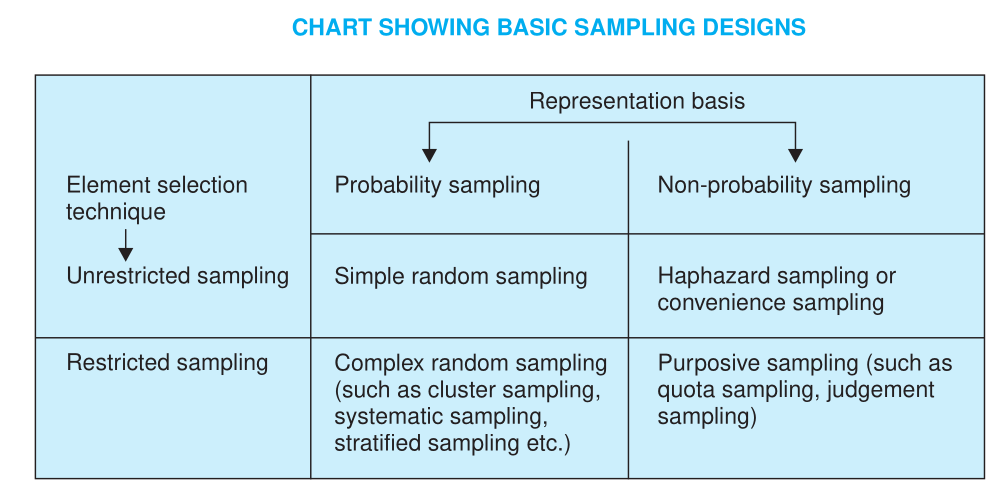 CHART SHOWING BASIC SAMPLING DESIGNS
Representation basis
Element selection
technique
Probability sampling
Non-probability sampling
Unrestricted sampling
Simple random sampling
Haphazard sampling or
convenience sampling
Restricted sampling
Complex random sampling
(such as cluster sampling,
systematic sampling,
stratified sampling etc.)
Purposive sampling (such as
quota sampling, judgement
sampling)